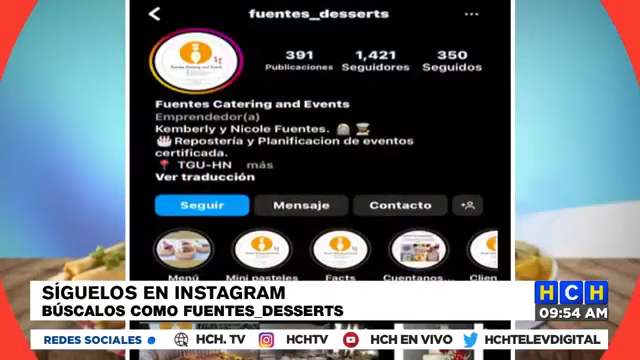 fuentes_desserts
391 1,421 350
Publicaciones Seguidores Seguidos
Fuentes Catering and Events
Emprendedor(a)
Kemberly y Nicole Fuentes.
Repostería y Planificacion de eventos
certificada.
TGU-HN más
Ver traducción
Seguir Mensaje Contacto
Menú Mini pasteles Facts Cuentanos... Clien
SÍGUELOS EN INSTAGRAM
BÚSCALOS COMO FUENTES_DESSERTS
HCH
09:54 AM
REDES SOCIALES HCH. TV HCHTV HCH EN VIVO HCHTELEVDIGITAL